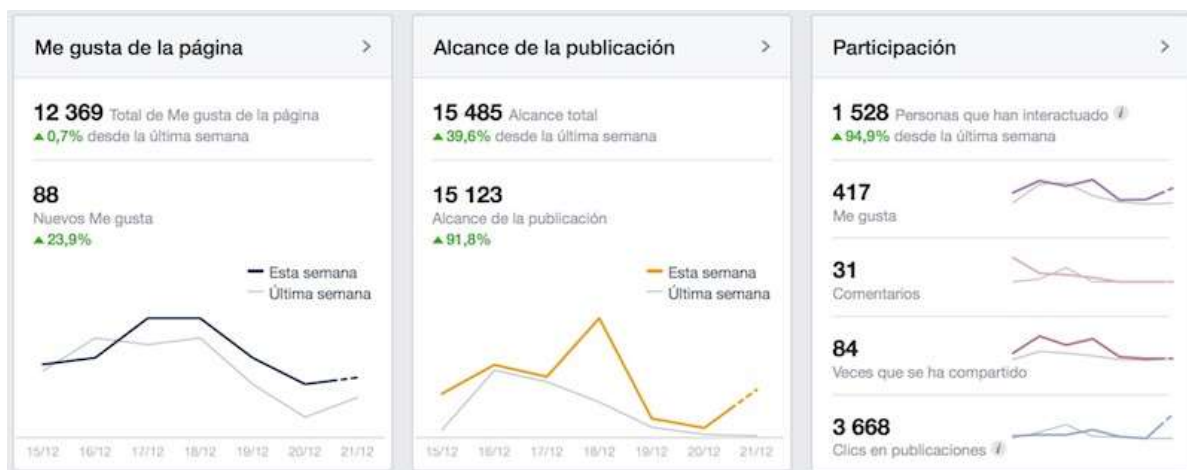 Me gusta de la página
12 369 Total de Me gusta de la página
0,7% desde la última semana
88
Nuevos Me gusta
23,9%
Esta semana
Última semana
15/12 16/12 17/12 18/12 19/12 20/12 21/12
Alcance de la publicación
15 485 Alcance total
39,6% desde la última semana
15 123
Alcance de la publicación
91,8%
Esta semana
Última semana
15/12 16/12 17/12 18/12 19/12 20/12 21/12
Participación
1 528 Personas que han interactuado i
94,9% desde la última semana
417
Me gusta
31
Comentarios
84
Veces que se ha compartido
3 668
Clics en publicaciones i